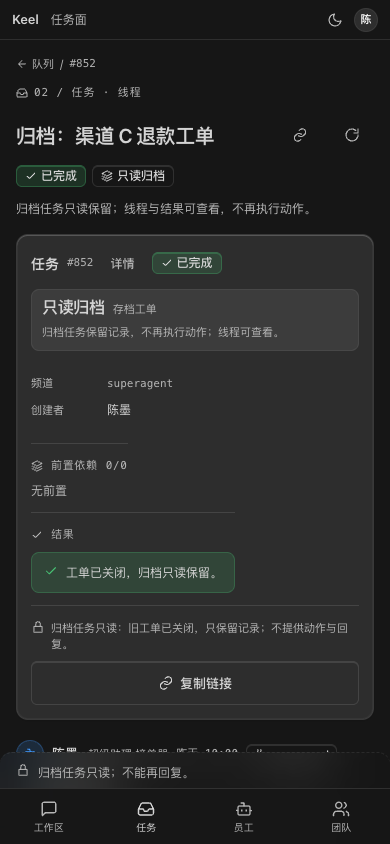 Keel 任务面 陈
← 队列 / #852
02 / 任务 · 线程
归档：渠道 C 退款工单
已完成 只读归档
归档任务只读保留；线程与结果可查看，不再执行动作。
任务 #852 详情 已完成
只读归档 存档工单
归档任务保留记录，不再执行动作；线程可查看。
频道 superagent
创建者 陈墨
前置依赖 0/0
无前置
结果
工单已关闭，归档只读保留。
归档任务只读：旧工单已关闭，只保留记录；不提供动作与回
复。
复制链接
陈墨
归档任务只读；不能再回复。
工作区 任务 员工 团队